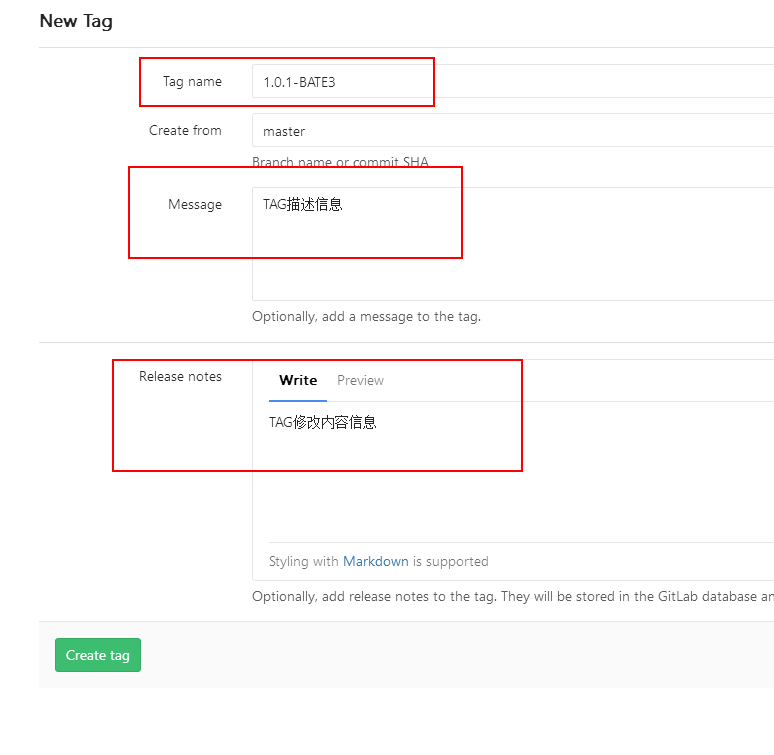 New Tag
Tag name
1.0.1-BATE3
Create from
master
Branch name or commit SHA
Message
TAG描述信息
Optionally, add a message to the tag.
Release notes
Write Preview
TAG修改内容信息
Styling with Markdown is supported
Optionally, add release notes to the tag. They will be stored in the GitLab database
Create tag